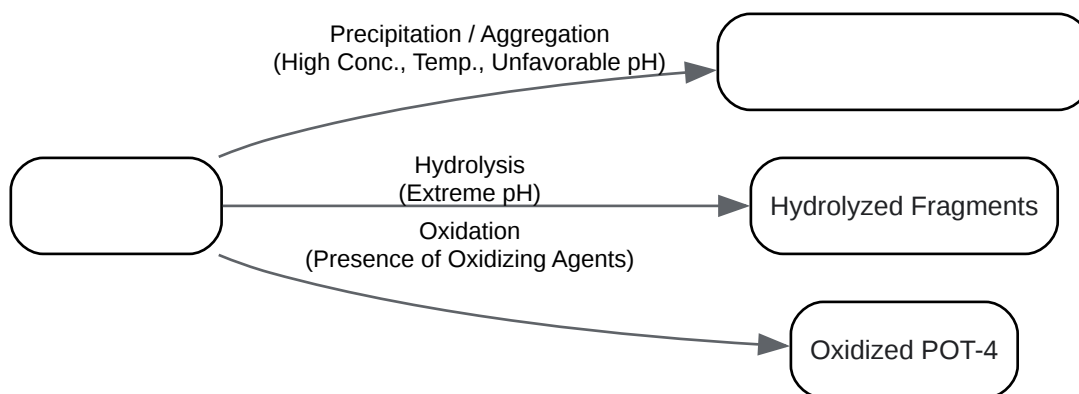 Precipitation / Aggregation
(High Conc., Temp., Unfavorable pH)
Hydrolysis
(Extreme pH)
Hydrolyzed Fragments
Oxidation
(Presence of Oxidizing Agents)
Oxidized POT-4